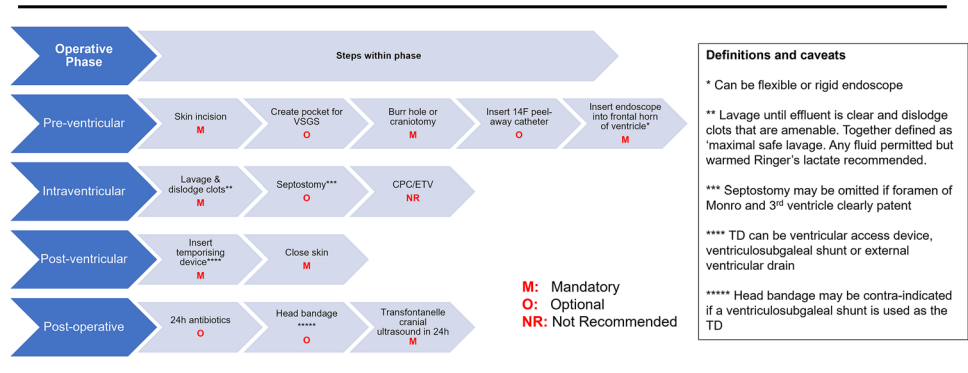 Operative
Phase
Steps within phase
Pre-ventricular
Skin incision
M
Create pocket for
VSGS
O
Burr hole or
craniotomy
M
Insert 14F peel-
away catheter
O
Insert endoscope
into frontal horn
of ventricle*
M
Intraventricular
Lavage &
dislodge clots**
M
Septostomy***
O
CPC/ETV
NR
Post-ventricular
Insert
temporising
device****
M
Close skin
M
Post-operative
24h antibiotics
O
Head bandage
*****
O
Transfontanelle
cranial
ultrasound in 24h
M
M: Mandatory
O: Optional
NR: Not Recommended
Definitions and caveats
* Can be flexible or rigid endoscope
** Lavage until effluent is clear and dislodge
clots that are amenable. Together defined as
‘maximal safe lavage. Any fluid permitted but
warmed Ringer’s lactate recommended.
*** Septostomy may be omitted if foramen of
Monro and 3rd ventricle clearly patent
**** TD can be ventricular access device,
ventriculosubgaleal shunt or external
ventricular drain
***** Head bandage may be contra-indicated
if a ventriculosubgaleal shunt is used as the
TD